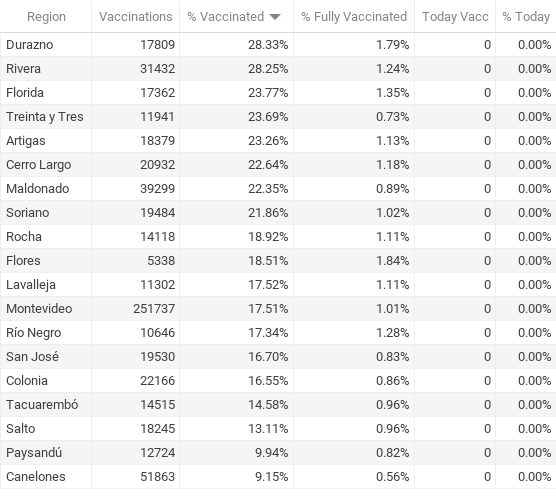 Region Vaccinations % Vaccinated % Fully Vaccinated Today Vacc % Today
Durazno 17809 28.33% 1.79% 0 0.00%
Rivera 31432 28.25% 1.24% 0 0.00%
Florida 17362 23.77% 1.35% 0 0.00%
Treinta y Tres 11941 23.69% 0.73% 0 0.00%
Artigas 18379 23.26% 1.13% 0 0.00%
Cerro Largo 20932 22.64% 1.18% 0 0.00%
Maldonado 39299 22.35% 0.89% 0 0.00%
Soriano 19484 21.86% 1.02% 0 0.00%
Rocha 14118 18.92% 1.11% 0 0.00%
Flores 5338 18.51% 1.84% 0 0.00%
Lavalleja 11302 17.52% 1.11% 0 0.00%
Montevideo 251737 17.51% 1.01% 0 0.00%
Río Negro 10646 17.34% 1.28% 0 0.00%
San José 19530 16.70% 0.83% 0 0.00%
Colonia 22166 16.55% 0.86% 0 0.00%
Tacuarembó 14515 14.58% 0.96% 0 0.00%
Salto 18245 13.11% 0.96% 0 0.00%
Paysandú 12724 9.94% 0.82% 0 0.00%
Canelones 51863 9.15% 0.56% 0 0.00%